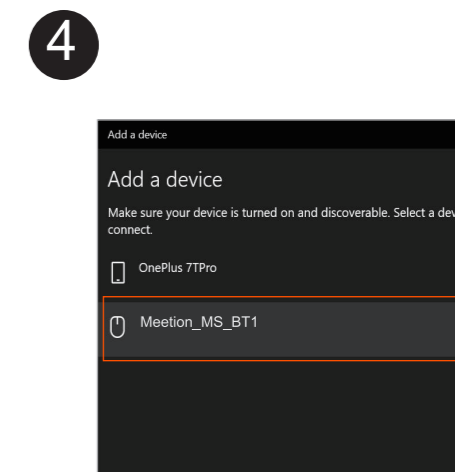 4
Add a device
Add a device
Make sure your device is turned on and discoverable. Select a
connect.
OnePlus 7TPro
Meetion_MS_BT1